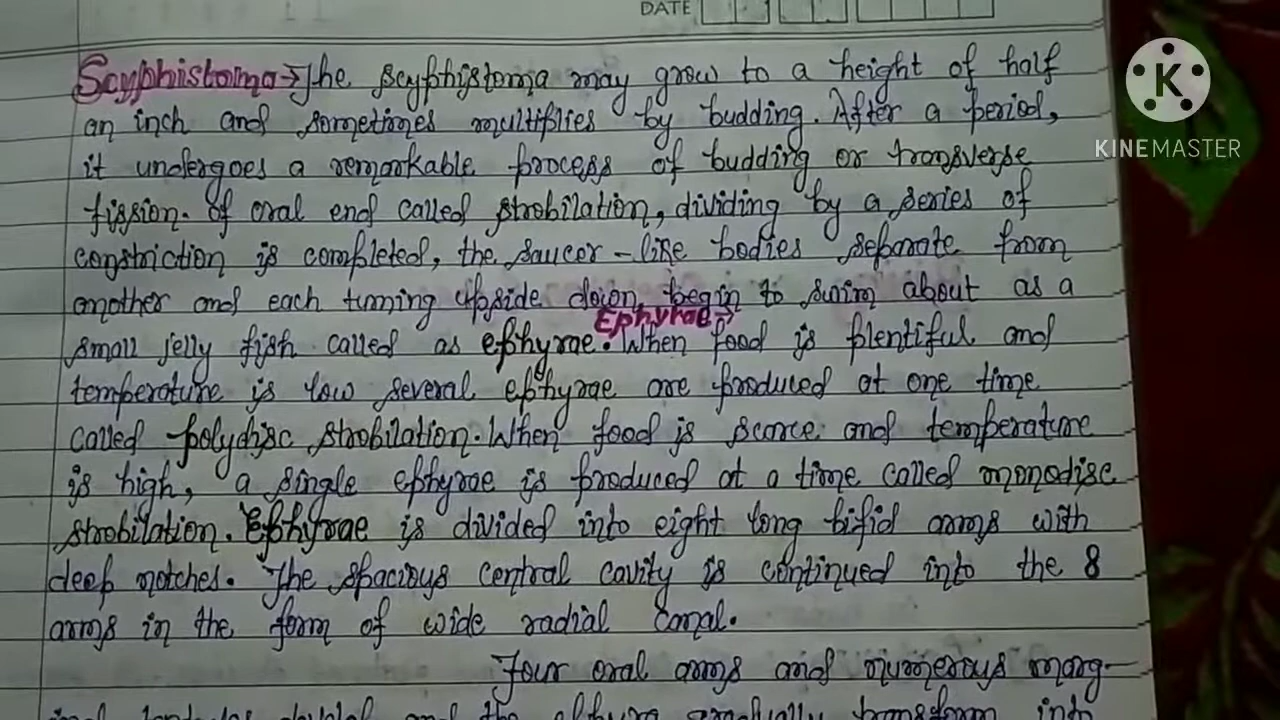 DATE
Scyphistoma → The scyphistoma may grow to a height of half
an inch and sometimes multiplies by budding. After a period,
it undergoes a remarkable process of budding or transverse
fission. of oral end called strobilation, dividing by a series of
constriction is completed, the saucer-like bodies separate from
another and each turning upside down, begin to swim about as a
Ephyrae →
small jelly fish called as ephyrae. When food is plentiful and
temperature is low several ephyrae are produced at one time
called polydisc strobilation. When food is scarce and temperature
is high, a single ephyrae is produced at a time called monodisc
strobilation. Ephyrae is divided into eight long bifid arms with
deep notches. The spacious central cavity is continued into the 8
arms in the form of wide radial canal.
Four oral arms and numerous marg-
inal and the ephyra gradually transform into
K
KINEMASTER